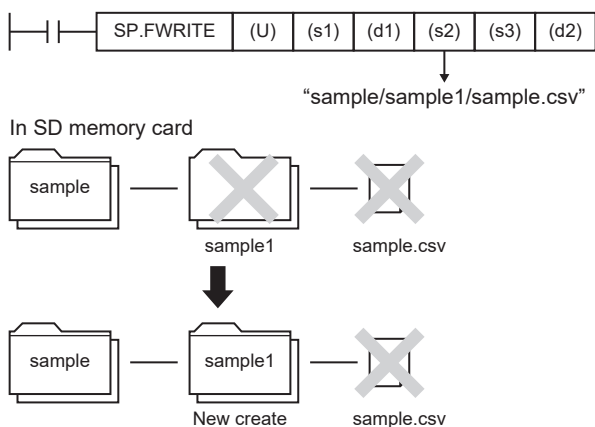 SP.FWRITE (U) (s1) (d1) (s2) (s3) (d2)
“sample/sample1/sample.csv”
In SD memory card
sample
sample1 sample.csv
sample sample1
New create sample.csv